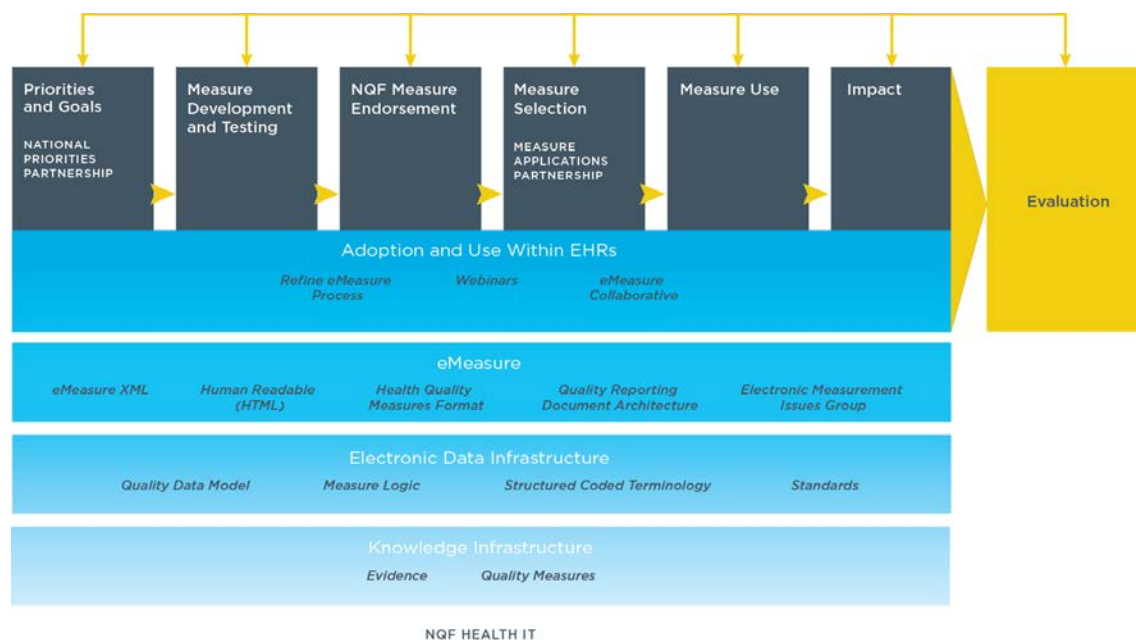 Priorities
and Goals
NATIONAL
PRIORITIES
PARTNERSHIP
Measure
Development
and Testing
NQF Measure
Endorsement
Measure
Selection
MEASURE
APPLICATIONS
PARTNERSHIP
Measure Use
Impact
Evaluation
Adoption and Use Within EHRs
Refine eMeasure
Process
Webinars
eMeasure
Collaborative
eMeasure
eMeasure XML
Human Readable
(HTML)
Health Quality
Measures Format
Quality Reporting
Document Architecture
Electronic Measurement
Issues Group
Electronic Data Infrastructure
Quality Data Model
Measure Logic
Structured Coded Terminology
Standards
Knowledge Infrastructure
Evidence
Quality Measures
NQF HEALTH IT